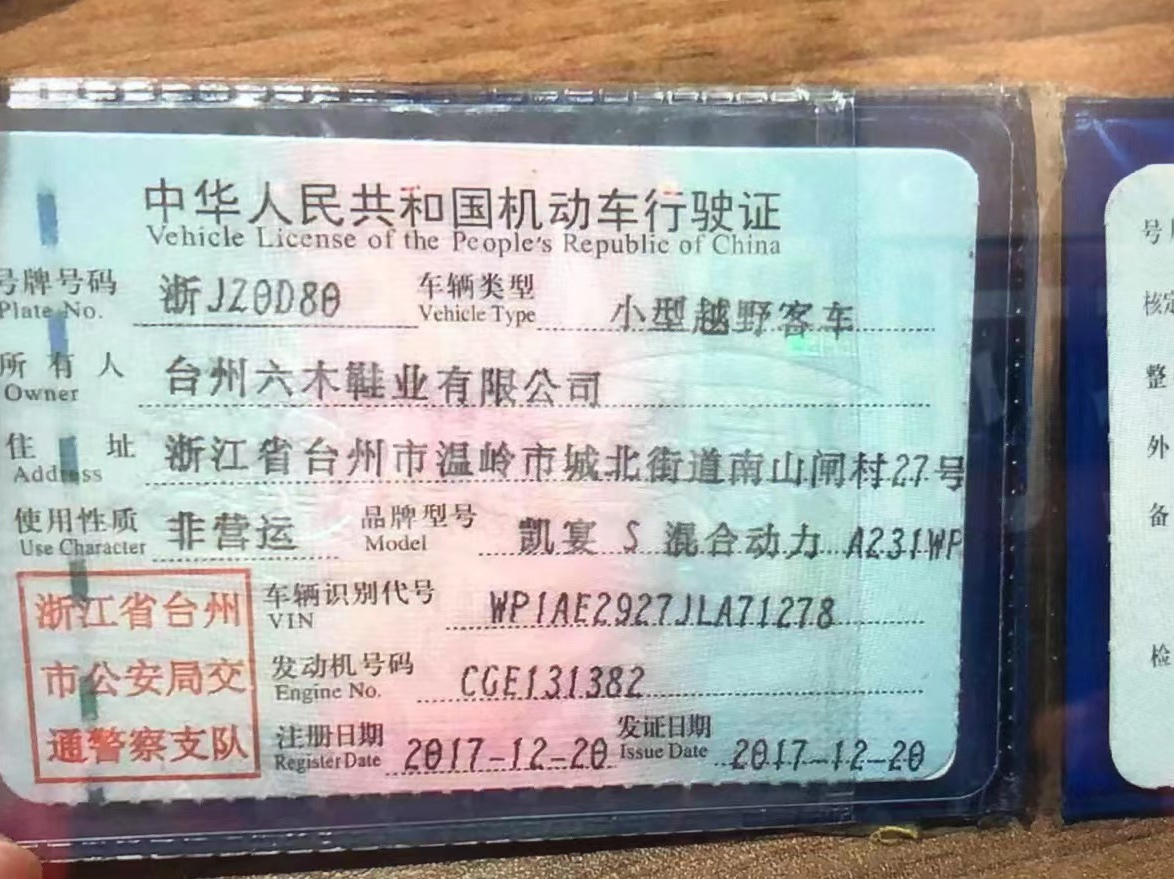 中华人民共和国机动车行驶证
Vehicle License of the People's Republic of China
号牌号码 浙JZ0D80 车辆类型 小型越野客车
Plate No. Vehicle Type
所有人 台州六木鞋业有限公司
Owner
住址 浙江省台州市温岭市城北街道南山闸村27号
Address
使用性质 非营运 品牌型号 凯宴 S 混合动力 A231WP
Use Character Model
浙江省台州
市公安局交
通警察支队
车辆识别代号 WP1AE2927JLA71278
VIN
发动机号码 CGE131382
Engine No.
注册日期 2017-12-20 发证日期 2017-12-20
Register Date Issue Date
号
核定
整
外
备
检